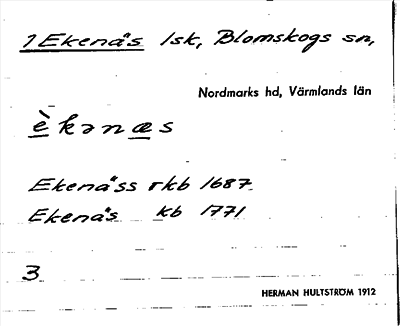 1 Ekenäs lsk, Blomskogs sn,
Nordmarks hd, Värmlands län
è kənæs
Ekenäss rkb 1687
Ekenäs kb 1771
3
HERMAN HULTSTRÖM 1912